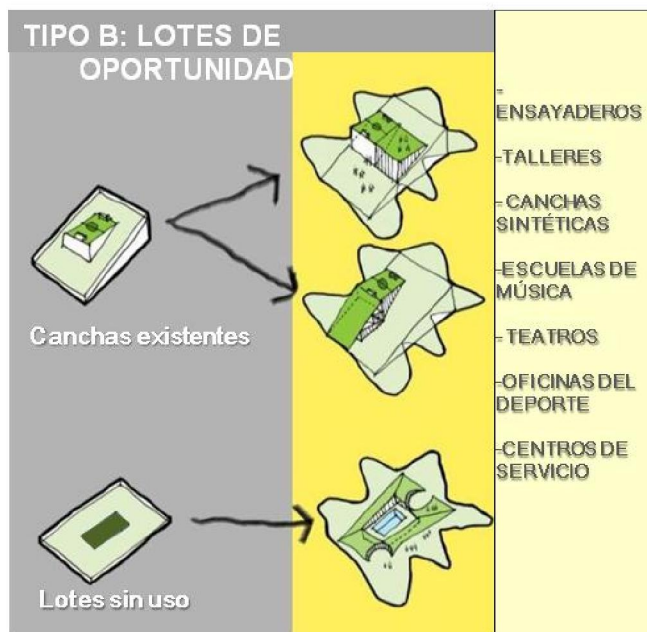 TIPO B: LOTES DE
OPORTUNIDAD
Canchas existentes
Lotes sin uso
-
ENSAYADEROS
-TALLERES
-CANCHAS
SINTÉTICAS
-ESCUELAS DE
MÚSICA
-TEATROS
-OFICINAS DEL
DEPORTE
-CENTROS DE
SERVICIO